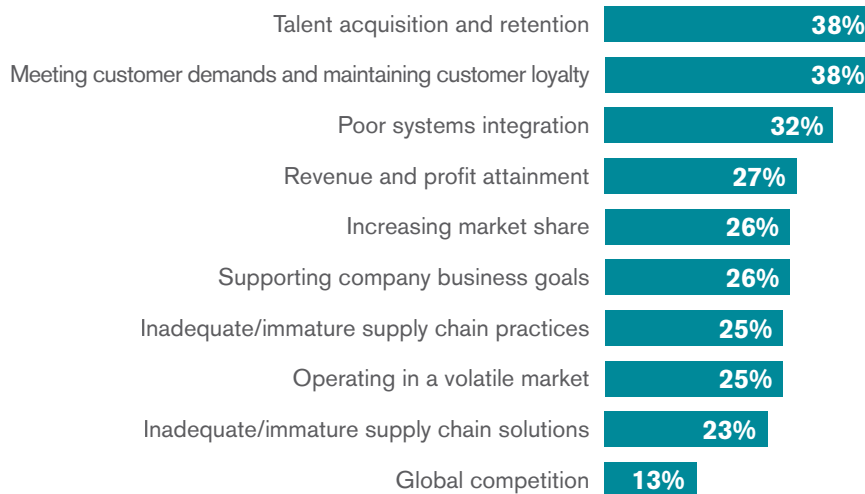 Talent acquisition and retention 38%
Meeting customer demands and maintaining customer loyalty 38%
Poor systems integration 32%
Revenue and profit attainment 27%
Increasing market share 26%
Supporting company business goals 26%
Inadequate/immature supply chain practices 25%
Operating in a volatile market 25%
Inadequate/immature supply chain solutions 23%
Global competition 13%